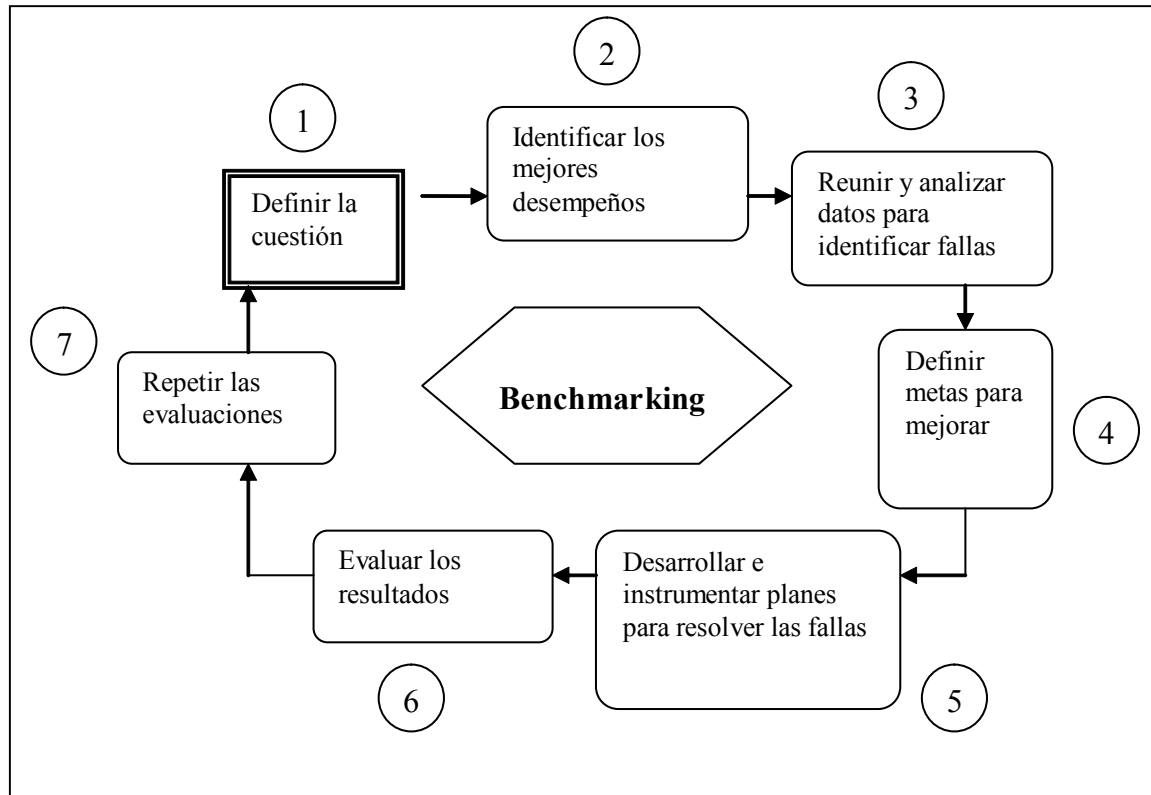 1
Definir la
cuestión
2
Identificar los
mejores
desempeños
3
Reunir y analizar
datos para
identificar fallas
4
Definir
metas para
mejorar
5
Desarrollar e
instrumentar planes
para resolver las fallas
6
Evaluar los
resultados
7
Repetir las
evaluaciones
Benchmarking